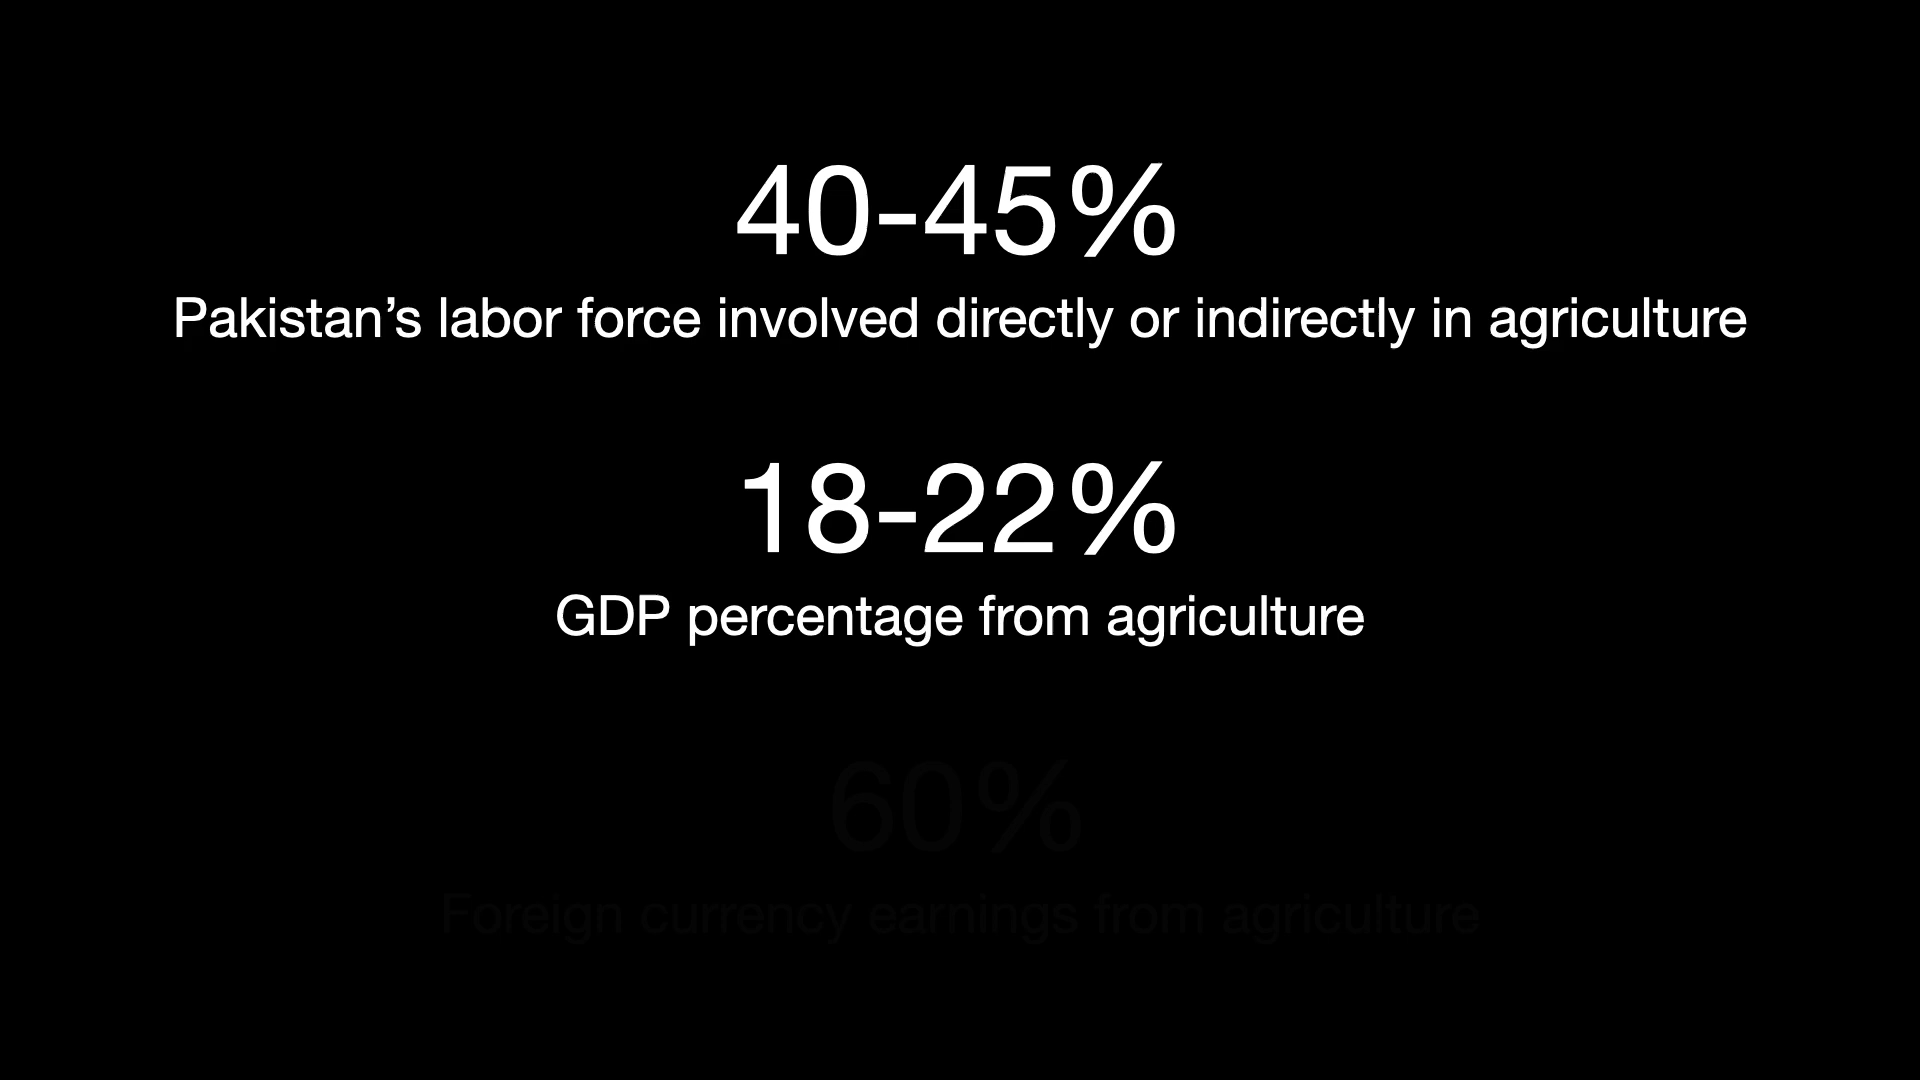 40-45%
Pakistan’s labor force involved directly or indirectly in agriculture
18-22%
GDP percentage from agriculture
60%
Foreign currency earnings from agriculture